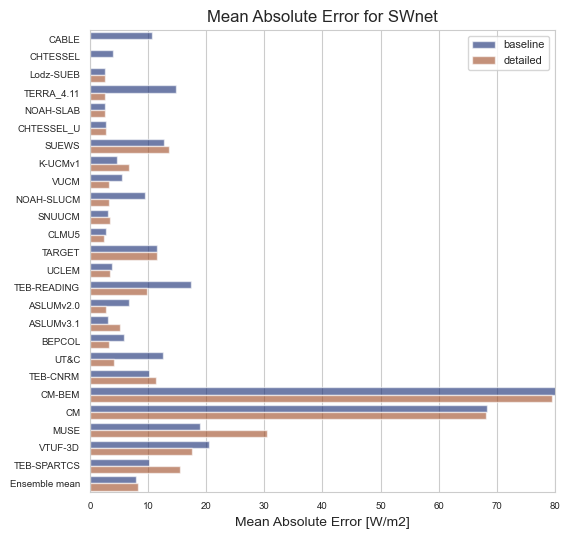 Mean Absolute Error for SWnet
baseline
detailed
CABLE
CHTESSEL
Lodz-SUEB
TERRA_4.11
NOAH-SLAB
CHTESSEL_U
SUEWS
K-UCMv1
VUCM
NOAH-SLUCM
SNUUCM
CLMU5
TARGET
UCLEM
TEB-READING
ASLUMv2.0
ASLUMv3.1
BEPCOL
UT&C
TEB-CNRM
CM-BEM
CM
MUSE
VTUF-3D
TEB-SPARTCS
Ensemble mean
0 10 20 30 40 50 60 70 80
Mean Absolute Error [W/m2]